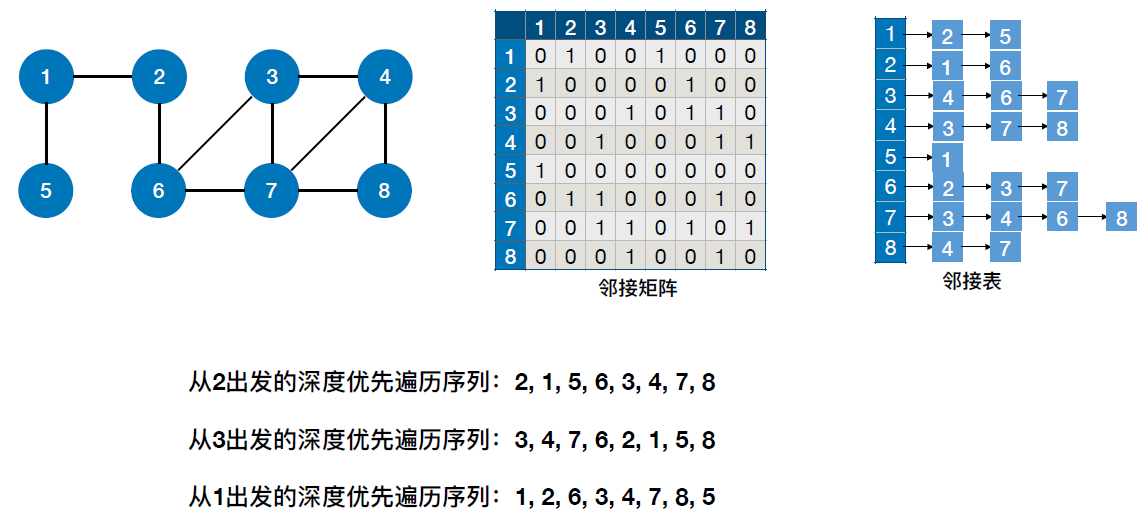 1 2 3 4
5 6 7 8
1 2 3 4 5 6 7 8
1 0 1 0 0 1 0 0 0
2 1 0 0 0 0 1 0 0
3 0 0 0 1 0 1 1 0
4 0 0 1 0 0 0 1 1
5 1 0 0 0 0 0 0 0
6 0 1 1 0 0 0 1 0
7 0 0 1 1 0 1 0 1
8 0 0 0 1 0 0 1 0
邻接矩阵
1 2 5
2 1 6
3 4 6 7
4 3 7 8
5 1
6 2 3 7
7 3 4 6 8
8 4 7
邻接表
从2出发的深度优先遍历序列：2, 1, 5, 6, 3, 4, 7, 8
从3出发的深度优先遍历序列：3, 4, 7, 6, 2, 1, 5, 8
从1出发的深度优先遍历序列：1, 2, 6, 3, 4, 7, 8, 5